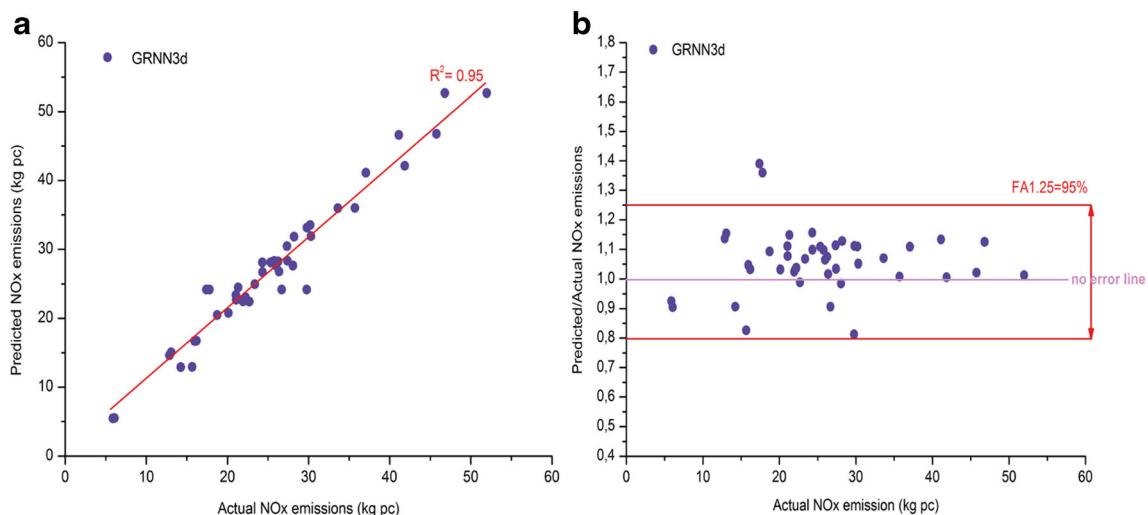 a
GRNN3d
R²= 0.95
Predicted NOx emissions (kg pc)
60
50
40
30
20
10
0
0 10 20 30 40 50 60
Actual NOx emissions (kg pc)
b
GRNN3d
FA1.25=95%
no error line
Predicted/Actual NOx emissions
1,8
1,7
1,6
1,5
1,4
1,3
1,2
1,1
1,0
0,9
0,8
0,7
0,6
0,5
0,4
0 10 20 30 40 50 60
Actual NOx emission (kg pc)